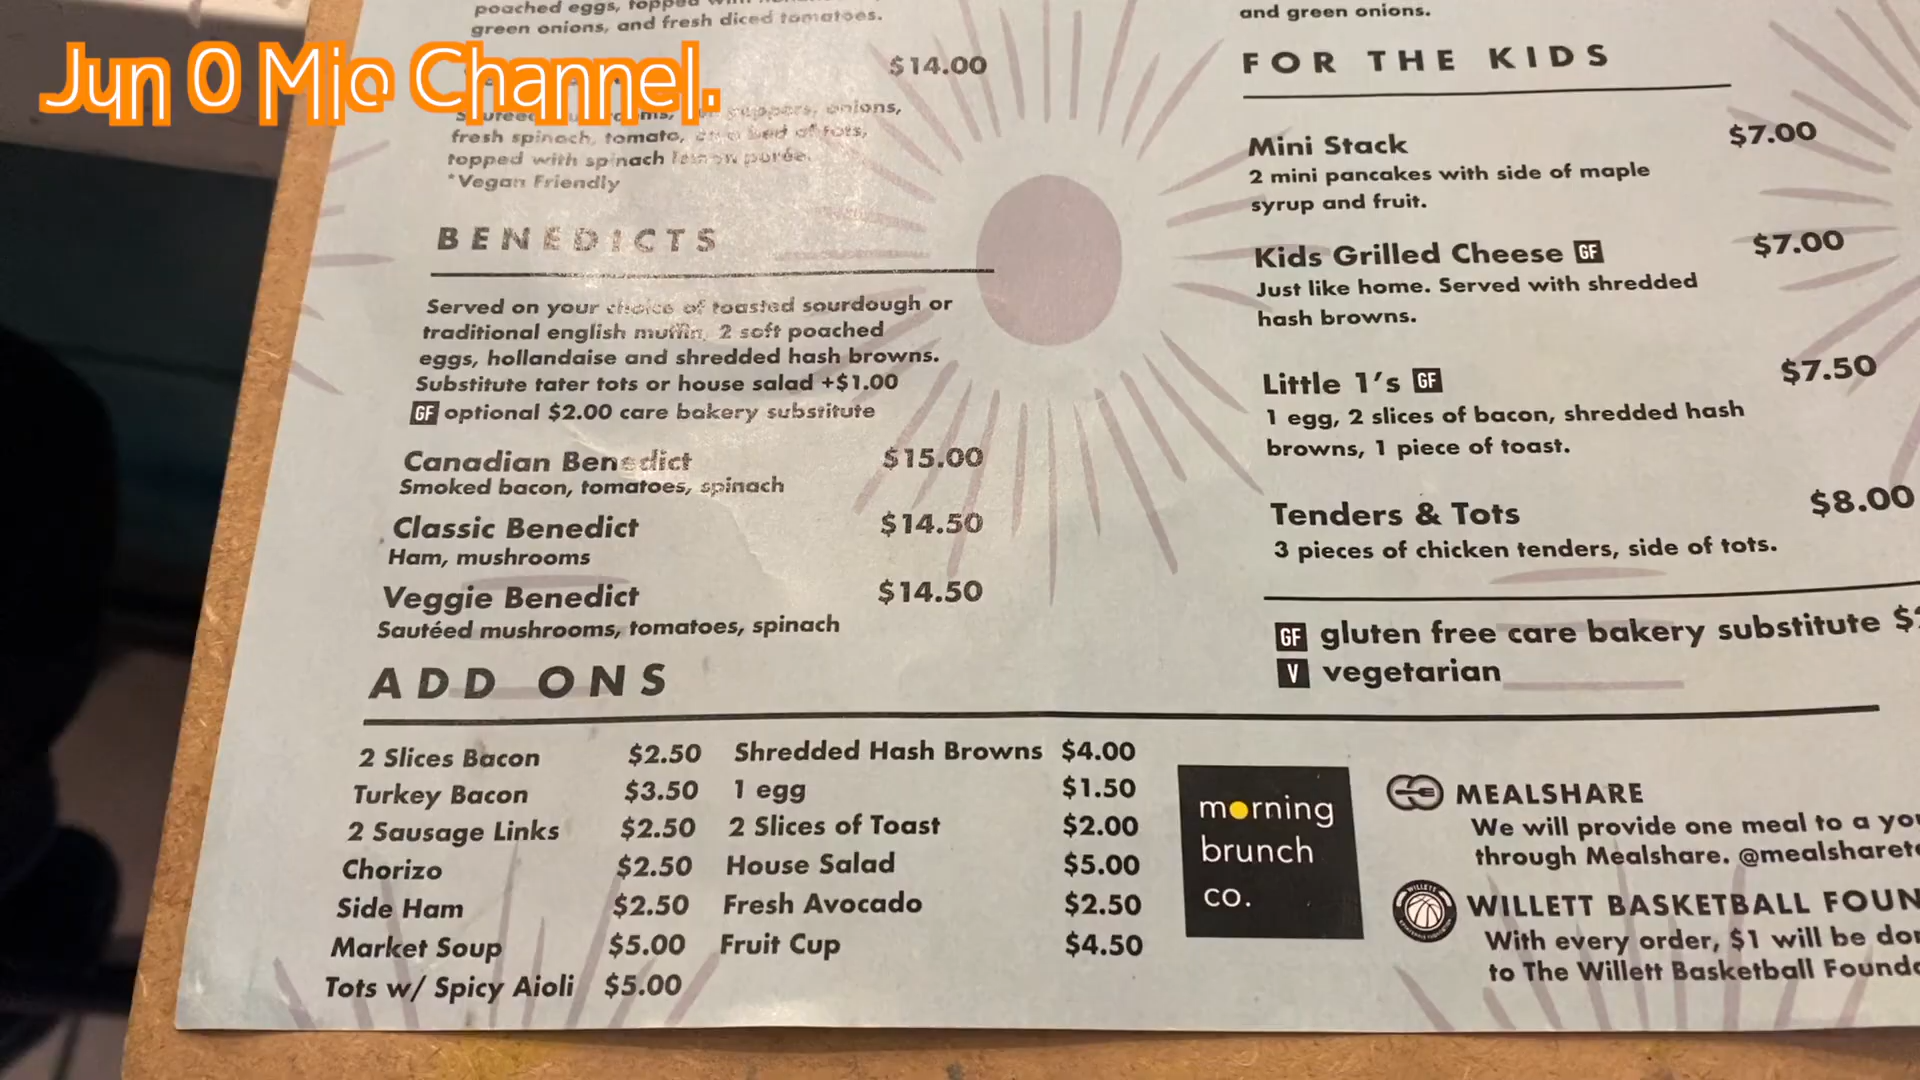 poached eggs, topped with
green onions, and fresh diced tomatoes.
$14.00
Jun 0 Mio Channel.
onions,
fresh spinach, tomato, on a bed of tots,
topped with spinach lemon purée.
*Vegan Friendly
BENEDICTS
Served on your choice of toasted sourdough or
traditional english muffin, 2 soft poached
eggs, hollandaise and shredded hash browns.
Substitute tater tots or house salad +$1.00
GF optional $2.00 care bakery substitute
Canadian Benedict $15.00
Smoked bacon, tomatoes, spinach
Classic Benedict $14.50
Ham, mushrooms
Veggie Benedict $14.50
Sautéed mushrooms, tomatoes, spinach
and green onions.
FOR THE KIDS
Mini Stack $7.00
2 mini pancakes with side of maple
syrup and fruit.
Kids Grilled Cheese GF $7.00
Just like home. Served with shredded
hash browns.
Little 1's GF $7.50
1 egg, 2 slices of bacon, shredded hash
browns, 1 piece of toast.
Tenders & Tots $8.00
3 pieces of chicken tenders, side of tots.
GF gluten free care bakery substitute
V vegetarian
ADD ONS
2 Slices Bacon $2.50 Shredded Hash Browns $4.00
Turkey Bacon $3.50 1 egg $1.50
2 Sausage Links $2.50 2 Slices of Toast $2.00
Chorizo $2.50 House Salad $5.00
Side Ham $2.50 Fresh Avocado $2.50
Market Soup $5.00 Fruit Cup $4.50
Tots w/ Spicy Aioli $5.00
morning
brunch
co.
MEALSHARE
We will provide one meal to a
through Mealshare.
WILLETT BASKETBALL
With every order, $1 will be
to The Willett Basketball